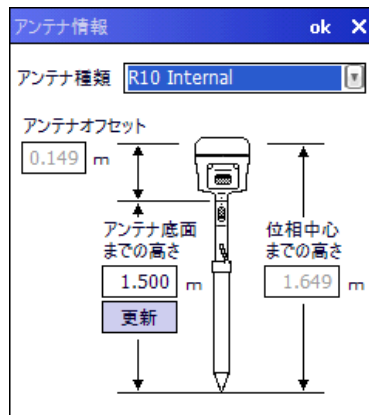 アンテナ情報 ok ×
アンテナ種類 R10 Internal
アンテナオフセット
0.149 m
アンテナ底面
までの高さ
1.500 m
更新
位相中心
までの高さ
1.649 m